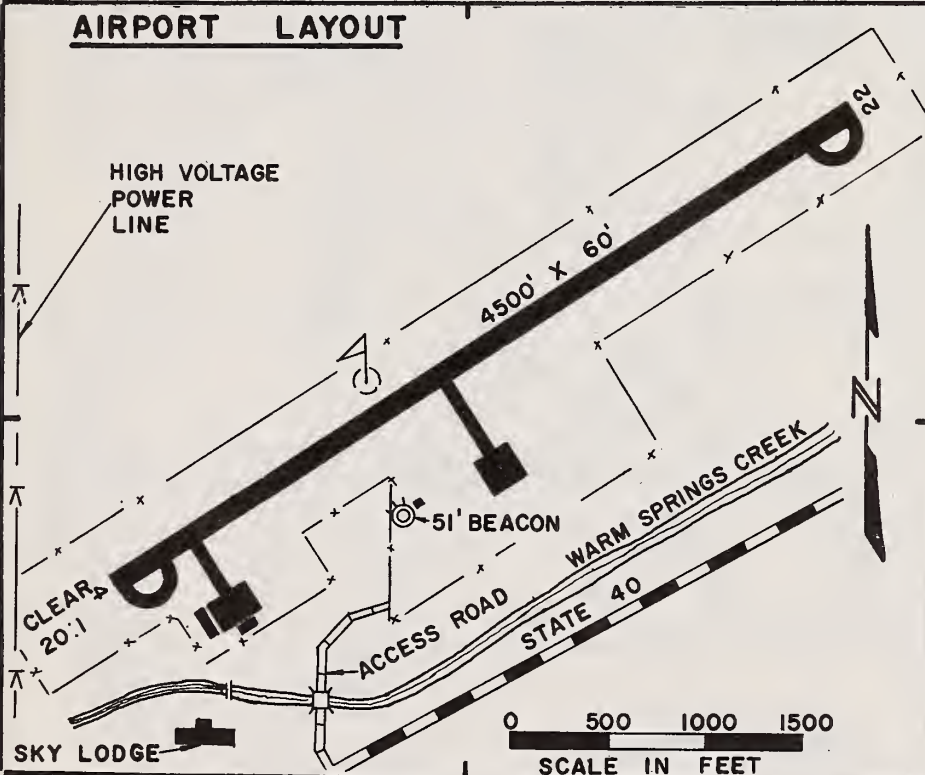 AIRPORT LAYOUT
HIGH VOLTAGE
POWER
LINE
22
4500' X 60'
N
51' BEACON
WARM SPRINGS CREEK
CLEAR
20:1
4
ACCESS ROAD
STATE 40
SKY LODGE
0 500 1000 1500
SCALE IN FEET